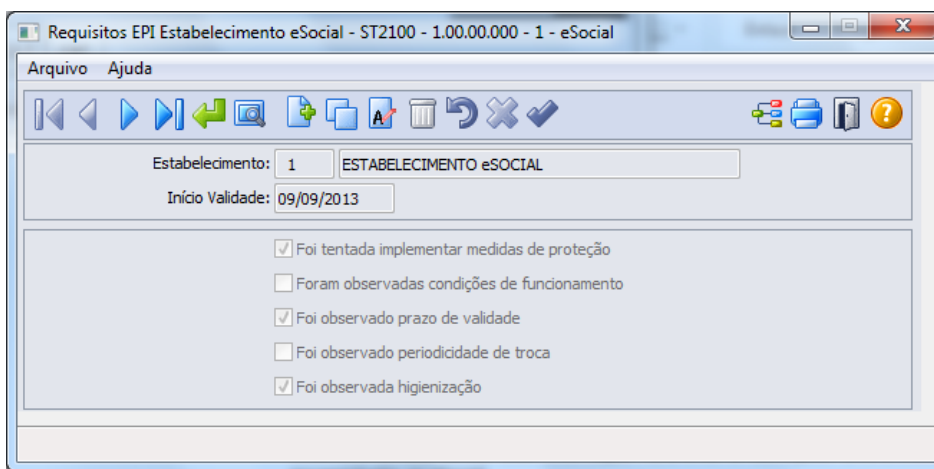 Requisitos EPI Estabelecimento eSocial - ST2100 - 1.00.00.000 - 1 - eSocial
Arquivo Ajuda
Estabelecimento: 1 ESTABELECIMENTO eSOCIAL
Início Validade: 09/09/2013
Foi tentada implementar medidas de proteção
Foram observadas condições de funcionamento
Foi observado prazo de validade
Foi observado periodicidade de troca
Foi observada higienização